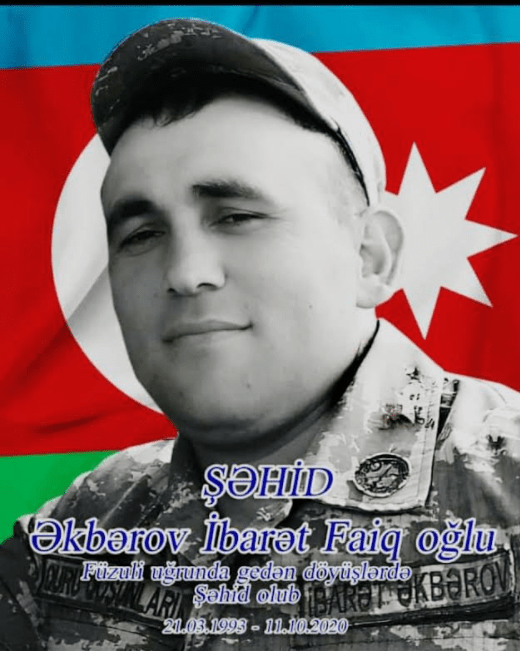 ŞƏHİD
Əkbərov İbarət Faiq oğlu
Füzuli uğrunda gedən döyüşlərdə
Şəhid olub
İBARƏT ƏKBƏROV
21.03.1993 - 11.10.2020